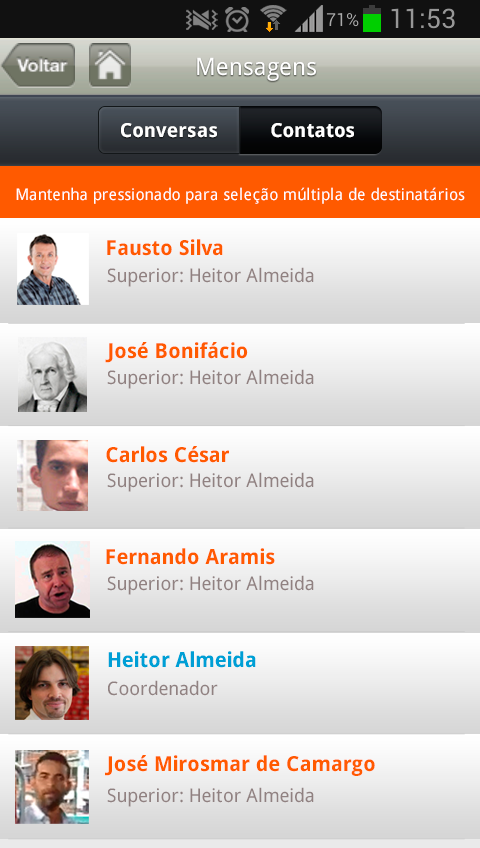 71% 11:53
Voltar
Mensagens
Conversas
Contatos
Mantenha pressionado para seleção múltipla de destinatários
Fausto Silva
Superior: Heitor Almeida
José Bonifácio
Superior: Heitor Almeida
Carlos César
Superior: Heitor Almeida
Fernando Aramis
Superior: Heitor Almeida
Heitor Almeida
Coordenador
José Mirosmar de Camargo
Superior: Heitor Almeida